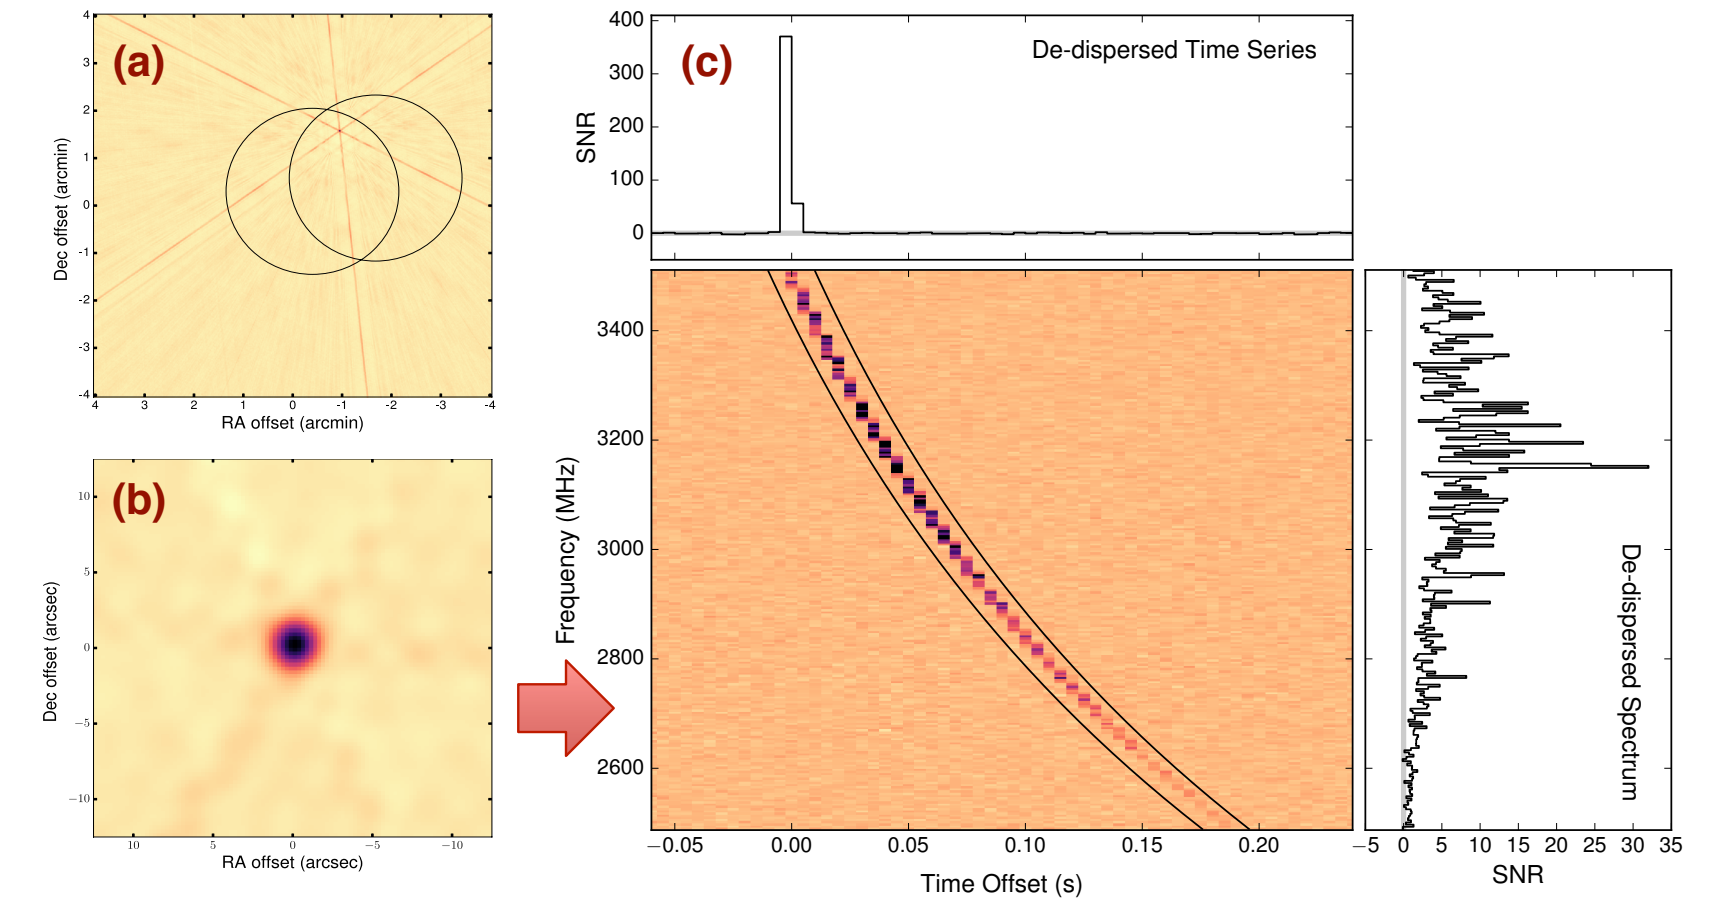 (a)
4
3
2
1
0
-1
-2
-3
-4
Dec offset (arcmin)
4 3 2 1 0 -1 -2 -3 -4
RA offset (arcmin)
(b)
10
5
0
−5
−10
Dec offset (arcsec)
10 5 0 −5 −10
RA offset (arcsec)
(c)
De-dispersed Time Series
400
300
200
100
0
SNR
3400
3200
3000
2800
2600
Frequency (MHz)
−0.05 0.00 0.05 0.10 0.15 0.20
Time Offset (s)
De-dispersed Spectrum
−5 0 5 10 15 20 25 30 35
SNR